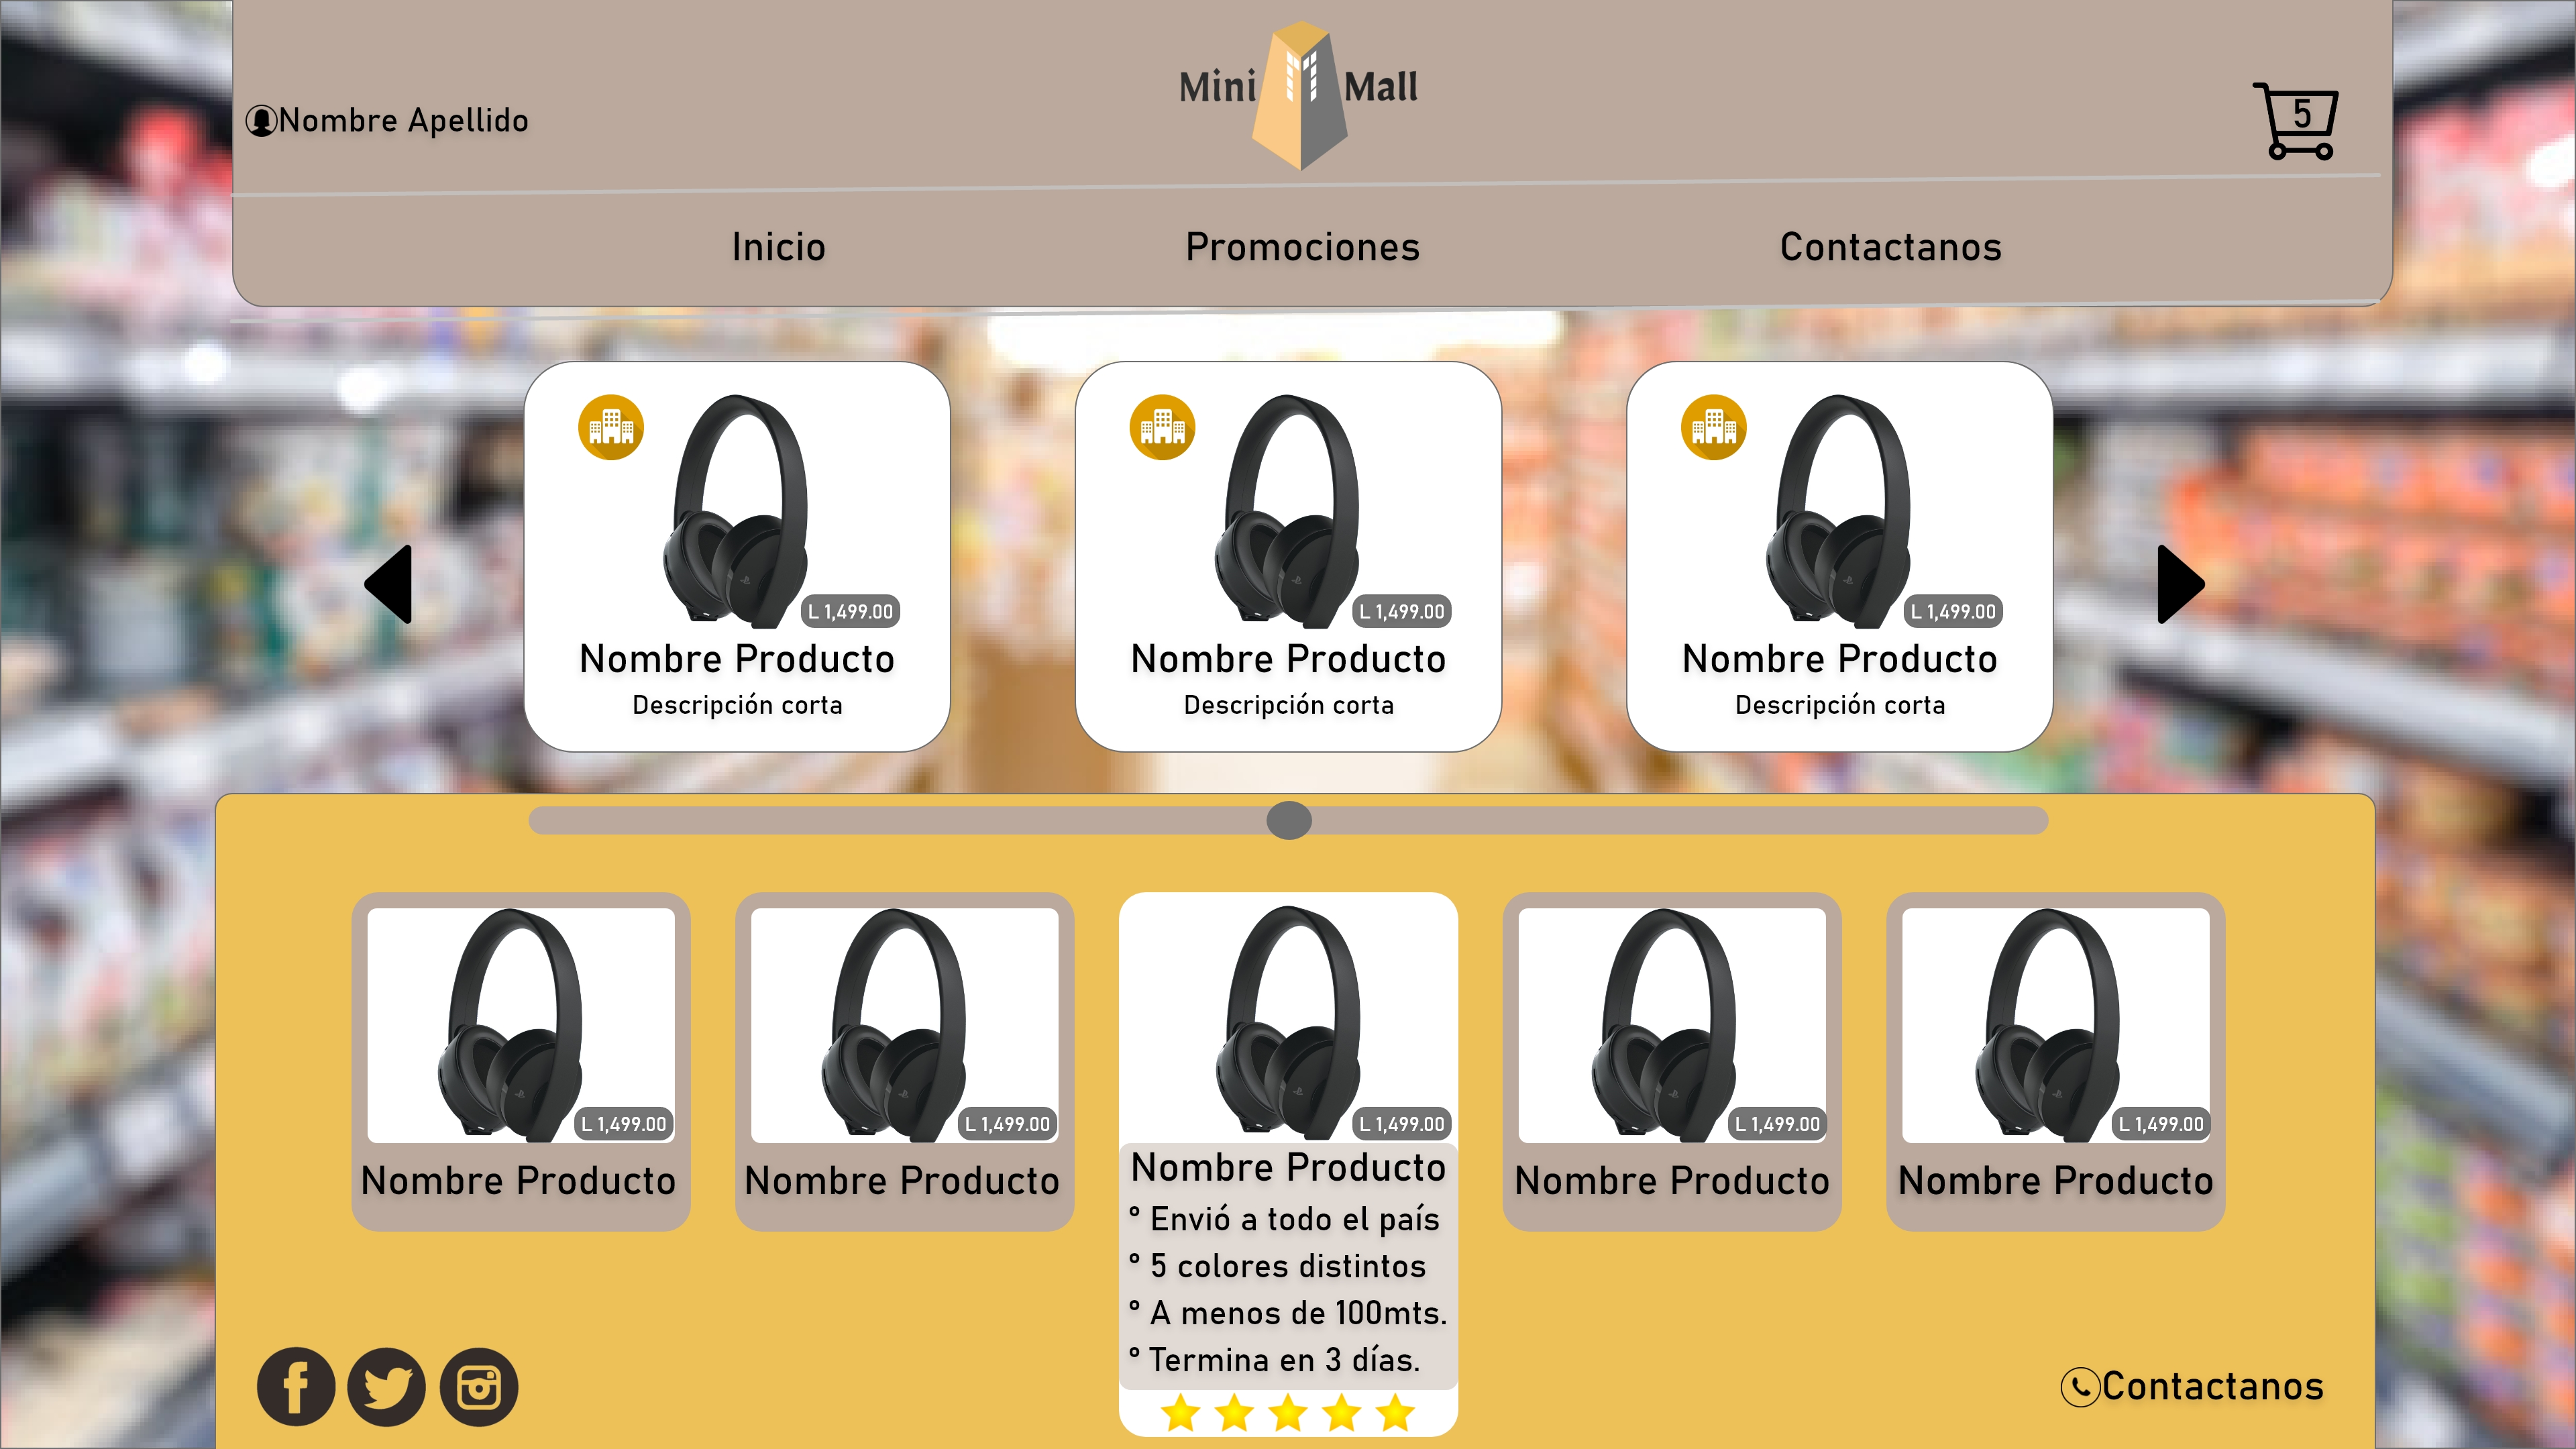 Mini Mall
Nombre Apellido
5
Inicio Promociones Contactanos
L 1,499.00 L 1,499.00 L 1,499.00
Nombre Producto Nombre Producto Nombre Producto
Descripción corta Descripción corta Descripción corta
L 1,499.00 L 1,499.00 L 1,499.00 L 1,499.00 L 1,499.00
Nombre Producto Nombre Producto Nombre Producto Nombre Producto Nombre Producto
° Envió a todo el país
° 5 colores distintos
° A menos de 100mts.
° Termina en 3 días.
Contactanos